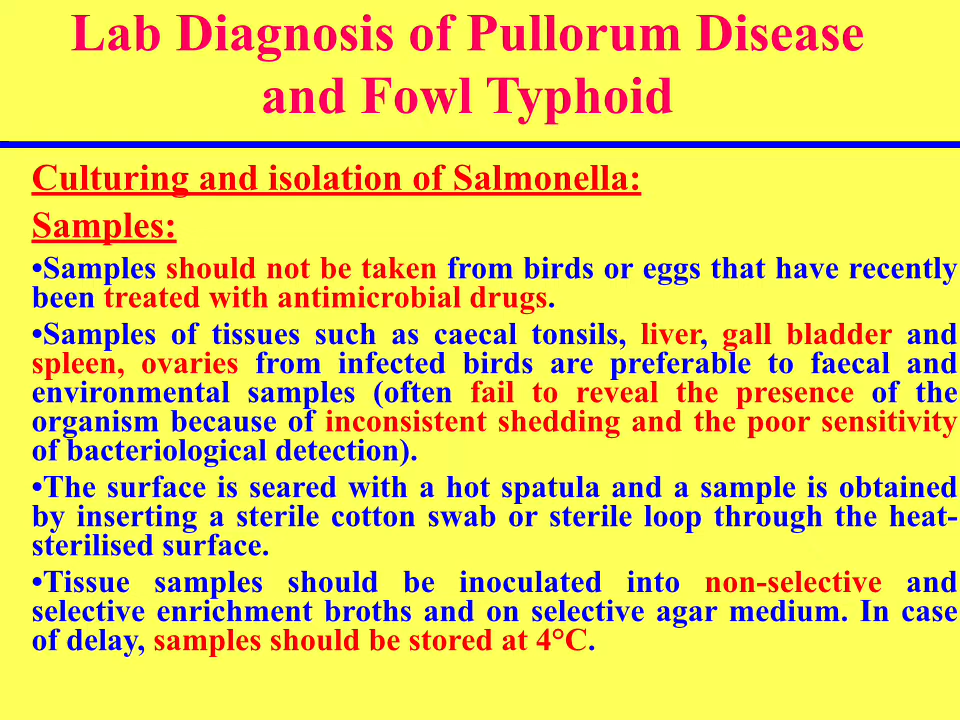 Lab Diagnosis of Pullorum Disease
and Fowl Typhoid
Culturing and isolation of Salmonella:
Samples:
•Samples should not be taken from birds or eggs that have recently
been treated with antimicrobial drugs.
•Samples of tissues such as caecal tonsils, liver, gall bladder and
spleen, ovaries from infected birds are preferable to faecal and
environmental samples (often fail to reveal the presence of the
organism because of inconsistent shedding and the poor sensitivity
of bacteriological detection).
•The surface is seared with a hot spatula and a sample is obtained
by inserting a sterile cotton swab or sterile loop through the heat-
sterilised surface.
•Tissue samples should be inoculated into non-selective and
selective enrichment broths and on selective agar medium. In case
of delay, samples should be stored at 4°C.